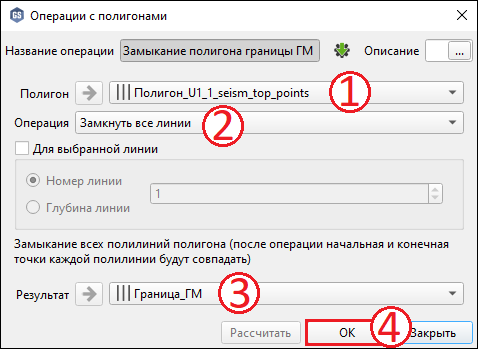 GS Операции с полигонами
Название операции Замыкание полигона границы ГМ Описание ...
Полигон Полигон_U1_1_seism_top_points 1
Операция Замкнуть все линии 2
Для выбранной линии
Номер линии 1
Глубина линии
Замыкание всех полилиний полигона (после операции начальная и конечная
точки каждой полилинии будут совпадать)
Результат Граница_ГМ 3
Рассчитать OK 4 Закрыть